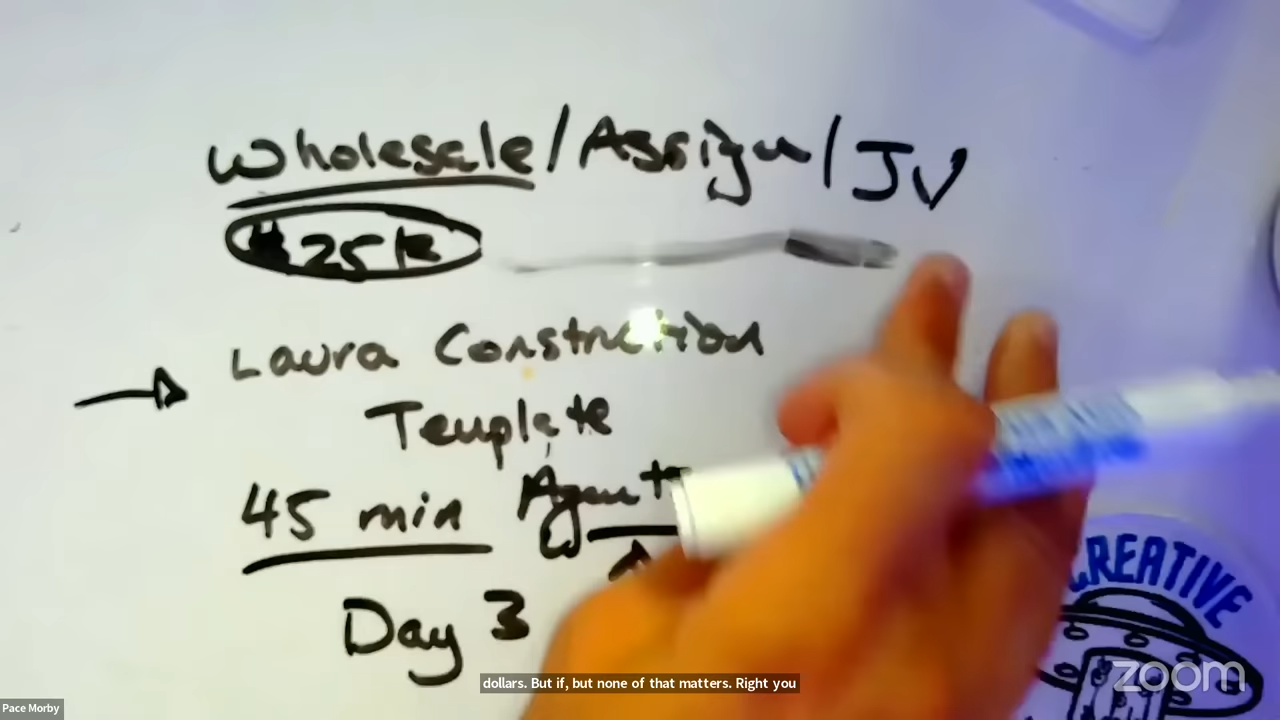 Wholesale/Assign/JV
$25k
Laura Construction
Template
45 min Agent
Day 3
CREATIVE
zoom
dollars. But if, but none of that matters. Right you
Pace Morby